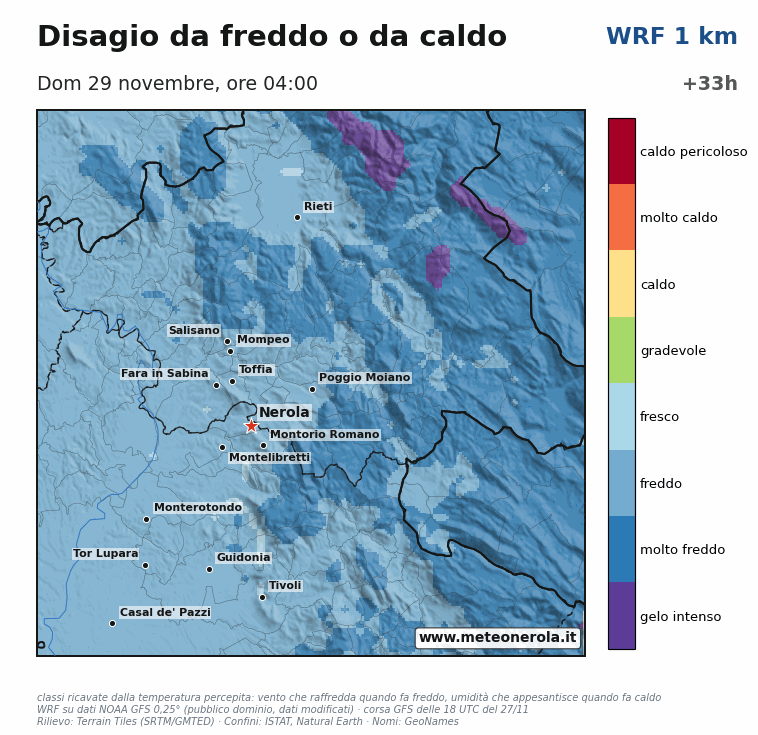 Disagio da freddo o da caldo
WRF 1 km
Dom 29 novembre, ore 04:00
+33h
caldo pericoloso
molto caldo
caldo
gradevole
fresco
freddo
molto freddo
gelo intenso
Rieti
Salisano
Mompeo
Toffia
Fara in Sabina
Poggio Moiano
Nerola
Montorio Romano
Montelibretti
Monterotondo
Tor Lupara
Guidonia
Tivoli
Casal de' Pazzi
www.meteonerola.it
classi ricavate dalla temperatura percepita: vento che raffredda quando fa freddo, umidità che appesantisce quando fa caldo
WRF su dati NOAA GFS 0,25° (pubblico dominio, dati modificati) · corsa GFS delle 18 UTC del 27/11
Rilievo: Terrain Tiles (SRTM/GMTED) · Confini: ISTAT, Natural Earth · Nomi: GeoNames